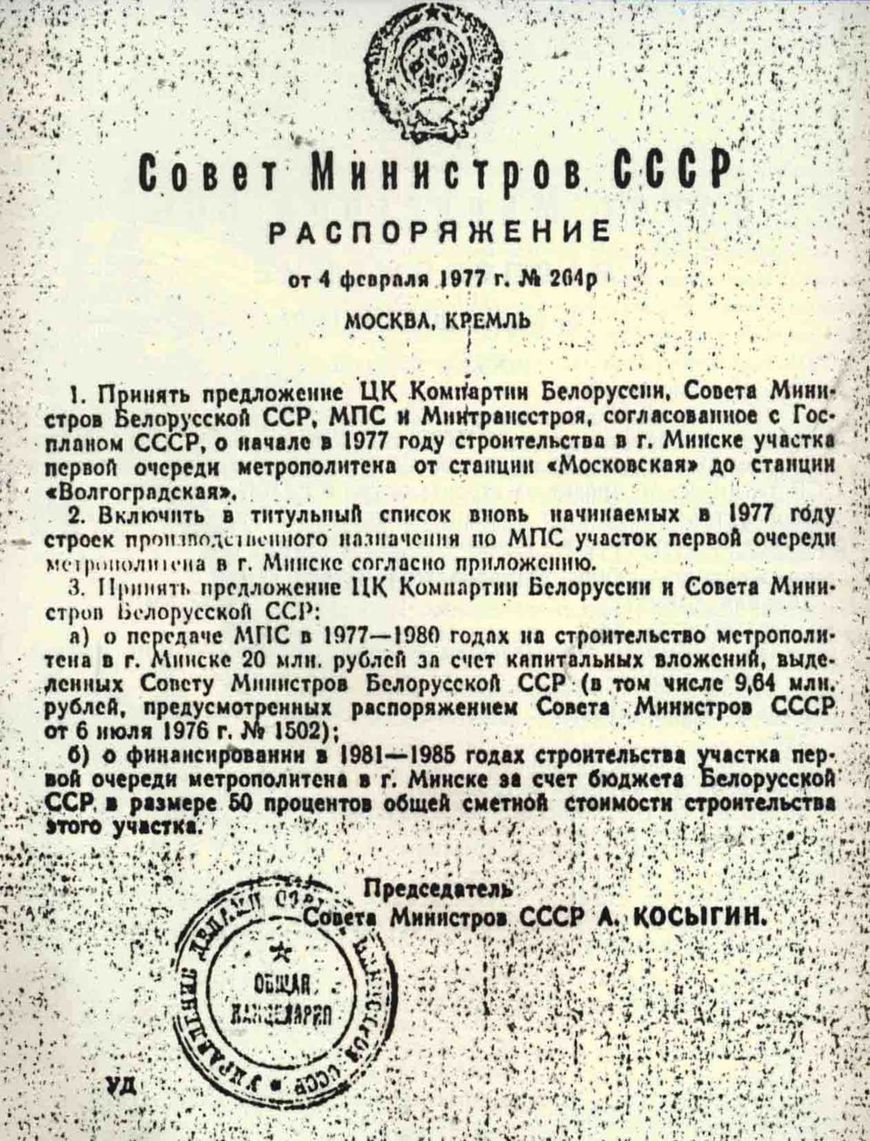 Совет Министров СССР
РАСПОРЯЖЕНИЕ
от 4 февраля 1977 г. № 264р
МОСКВА, КРЕМЛЬ
1. Принять предложение ЦК Компартии Белоруссии, Совета Мини-
стров Белорусской ССР, МПС и Минтрансстроя, согласованное с Гос-
планом СССР, о начале в 1977 году строительства в г. Минске участка
первой очереди метрополитена от станции «Московская» до станции
«Волгоградская».
2. Включить в титульный список вновь начинаемых в 1977 году
строек производственного назначения по МПС участок первой очереди
метрополитена в г. Минске согласно приложению.
3. Принять предложение ЦК Компартии Белоруссии и Совета Мини-
стров Белорусской ССР:
а) о передаче МПС в 1977—1980 годах на строительство метрополи-
тена в г. Минске 20 млн. рублей за счет капитальных вложений, выде-
ленных Совету Министров Белорусской ССР (в том числе 9,64 млн.
рублей, предусмотренных распоряжением Совета Министров СССР
от 6 июля 1976 г. № 1502);
б) о финансировании в 1981—1985 годах строительства участка пер-
вой очереди метрополитена в г. Минске за счет бюджета Белорусской
ССР в размере 50 процентов общей сметной стоимости строительства
этого участка.
Председатель
Совета Министров СССР А. КОСЫГИН.
УПРАВЛЕНИЕ ДЕЛАМИ СОВЕТА МИНИСТРОВ СССР
ОБЩАЯ
КАНЦЕЛЯРИЯ
УД